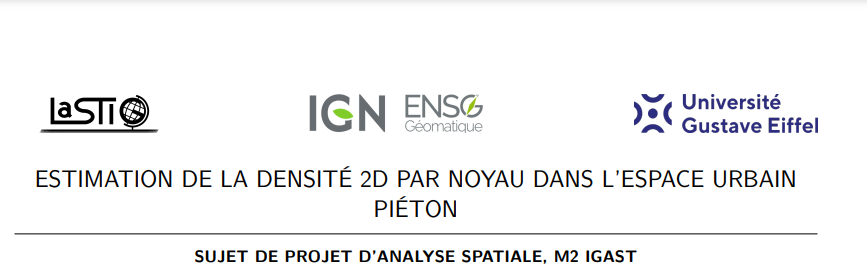 LaSTIG
IGN ENSG Géomatique Université Gustave Eiffel
ESTIMATION DE LA DENSITÉ 2D PAR NOYAU DANS L'ESPACE URBAIN
PIÉTON
SUJET DE PROJET D'ANALYSE SPATIALE, M2 IGAST